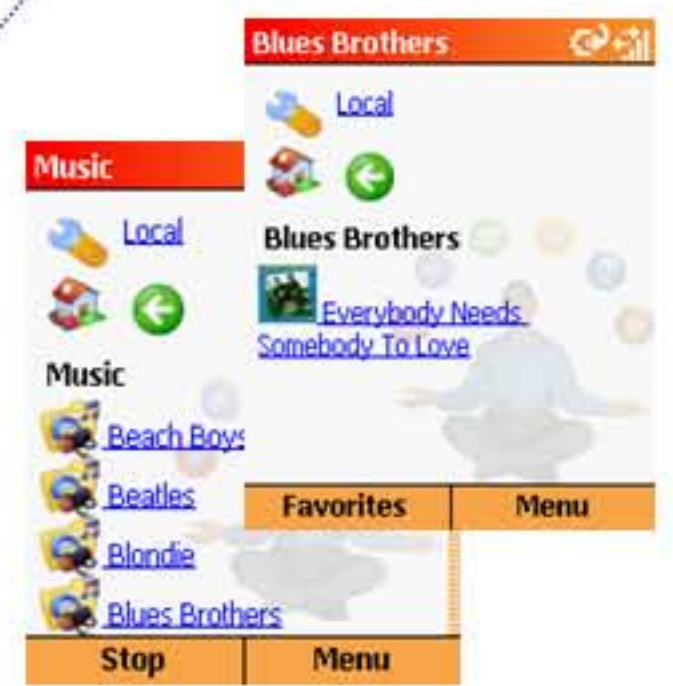 Blues Brothers
Local
Blues Brothers
Everybody Needs
Somebody To Love
Favorites Menu
Music
Local
Music
Beach Boys
Beatles
Blondie
Blues Brothers
Stop Menu